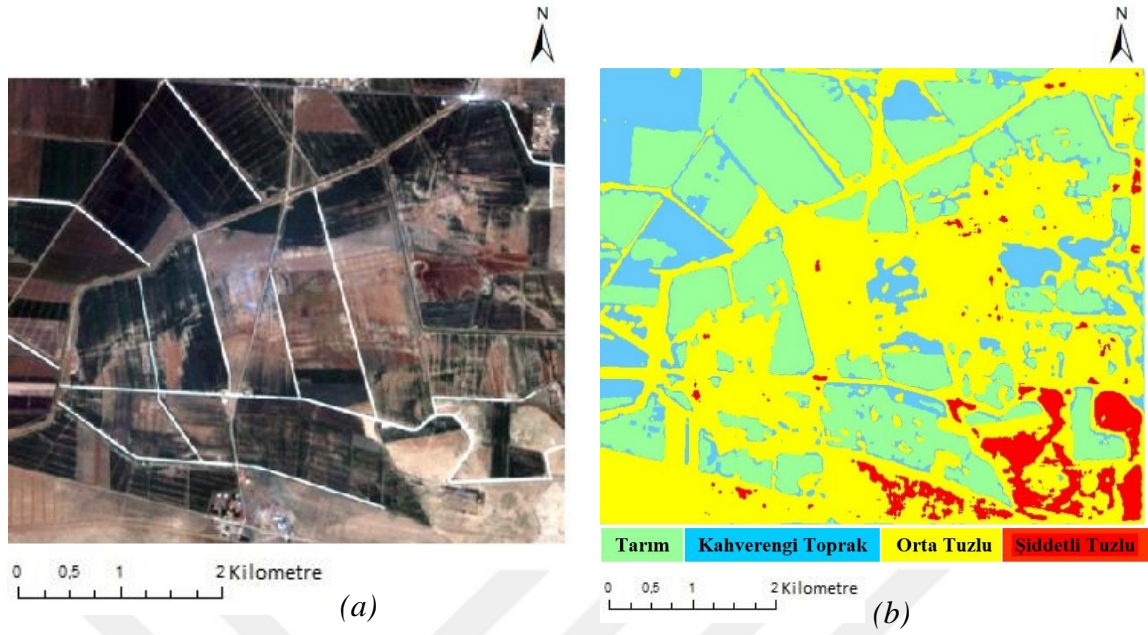 N
N
Tarım Kahverengi Toprak Orta Tuzlu Şiddetli Tuzlu
0 0,5 1 2 Kilometre
0 0,5 1 2 Kilometre
(a)
(b)